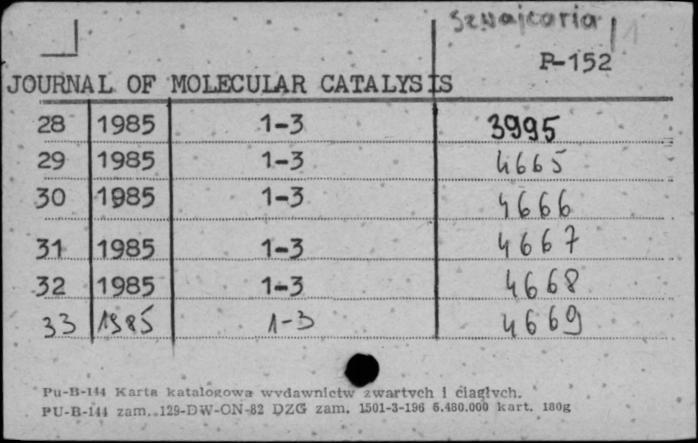 Sznajcaria 1
P-152
JOURNAL OF MOLECULAR CATALYSIS
28 1985 1-3 3995
29 1985 1-3 4665
30 1985 1-3 4666
31 1985 1-3 4667
32 1985 1-3 4668
33 1985 1-3 4669
Pu-B-144 Karta katalogowa wydawnictw zwartych i ciągłych.
PU-B-144 zam. 129-DW-ON-82 DZG zam. 1501-3-196 6.480.000 kart. 180g